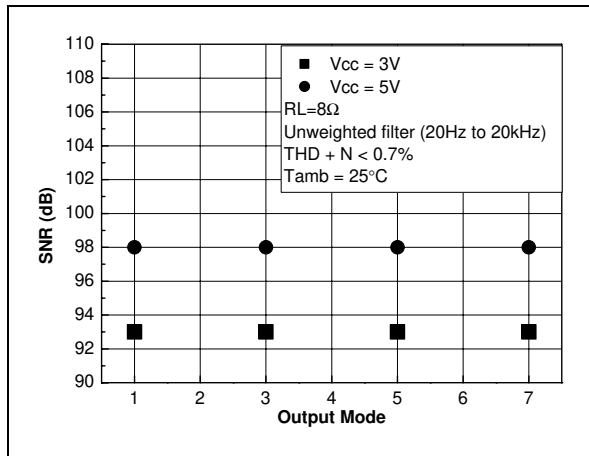 110
108
106
104
102
100
98
96
94
92
90
SNR (dB)
Vcc = 3V
Vcc = 5V
RL=8Ω
Unweighted filter (20Hz to 20kHz)
THD + N < 0.7%
Tamb = 25°C
1 2 3 4 5 6 7
Output Mode